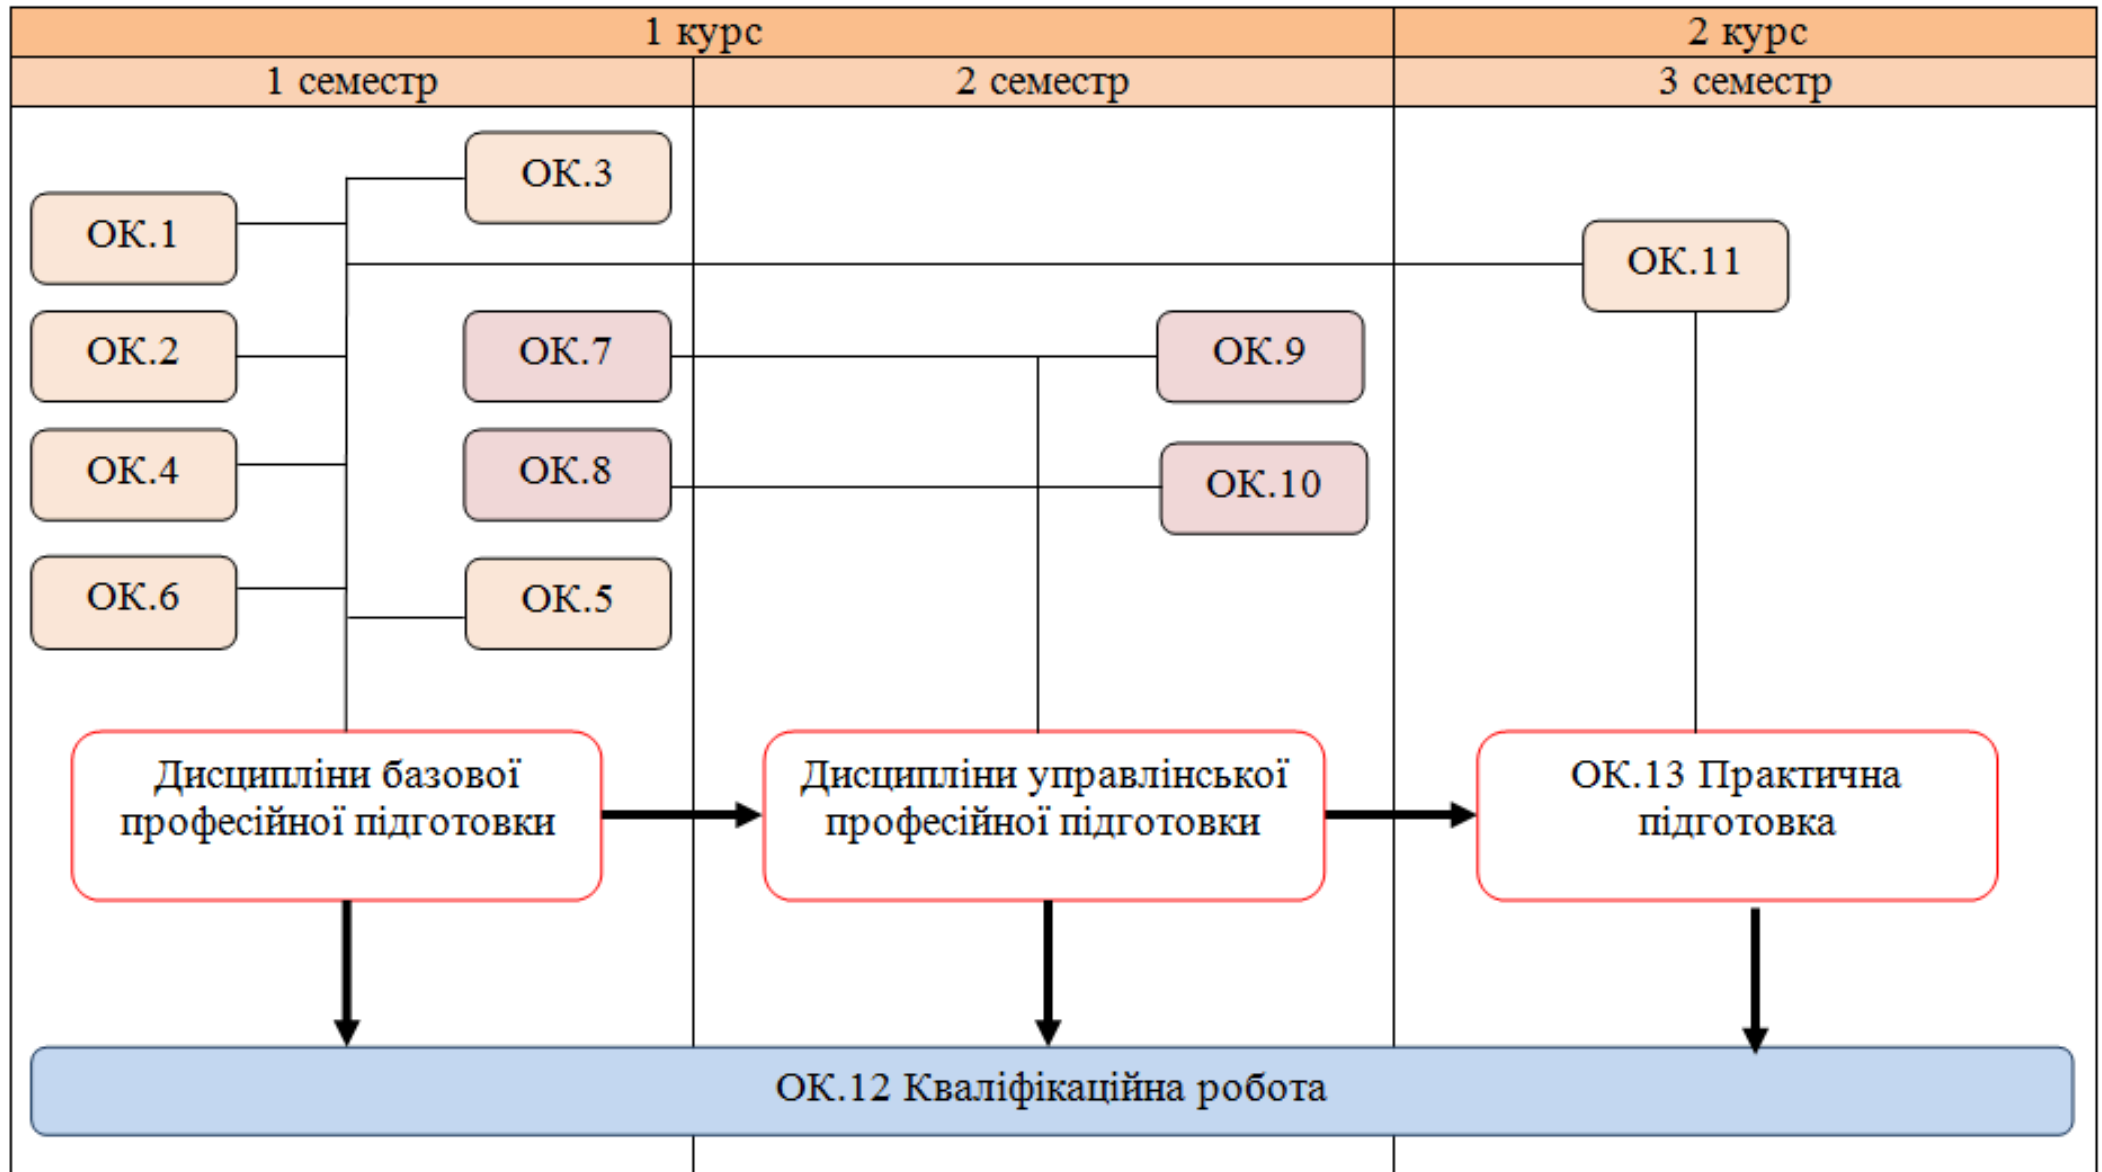 1 курс
2 курс
1 семестр
2 семестр
3 семестр
ОК.3
ОК.1
ОК.11
ОК.2
ОК.7
ОК.9
ОК.4
ОК.8
ОК.10
ОК.6
ОК.5
Дисципліни базової
професійної підготовки
Дисципліни управлінської
професійної підготовки
ОК.13 Практична
підготовка
ОК.12 Кваліфікаційна робота